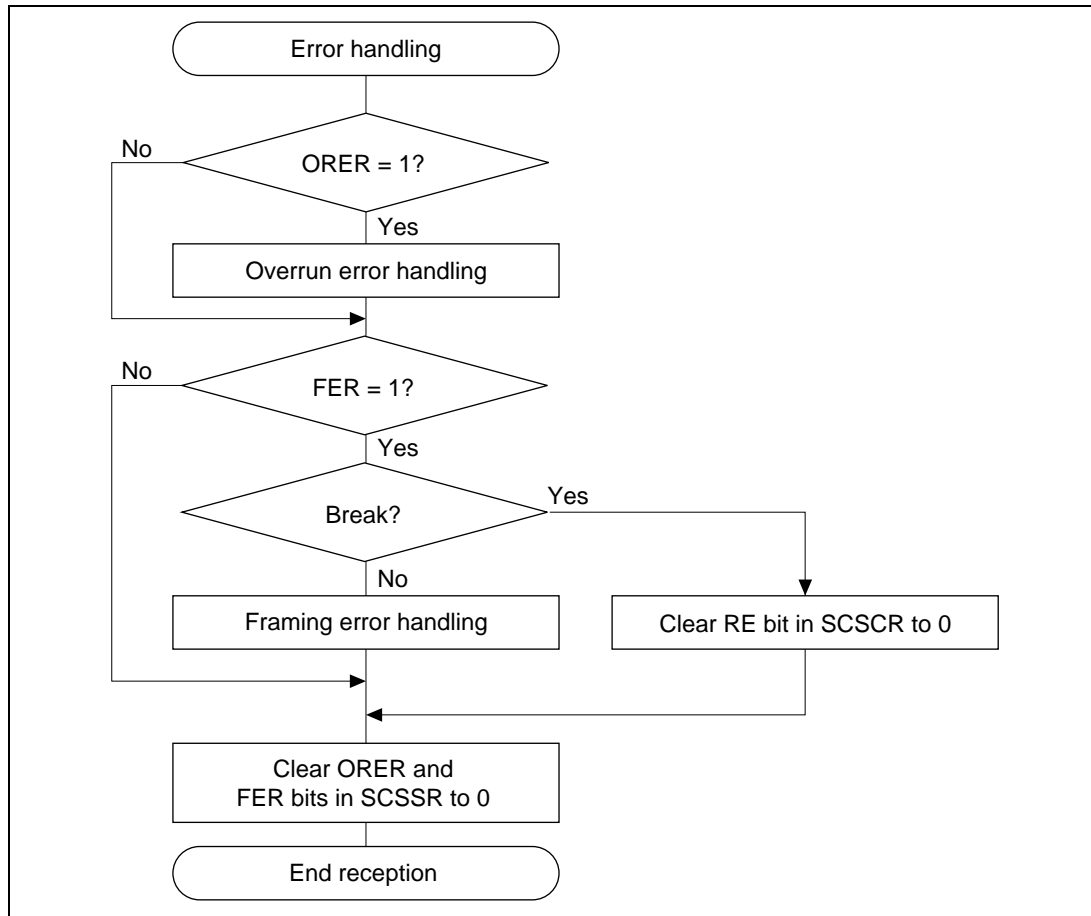 Error handling
No
ORER = 1?
Yes
Overrun error handling
No
FER = 1?
Yes
Break?
Yes
No
Framing error handling
Clear RE bit in SCSCR to 0
Clear ORER and
FER bits in SCSSR to 0
End reception